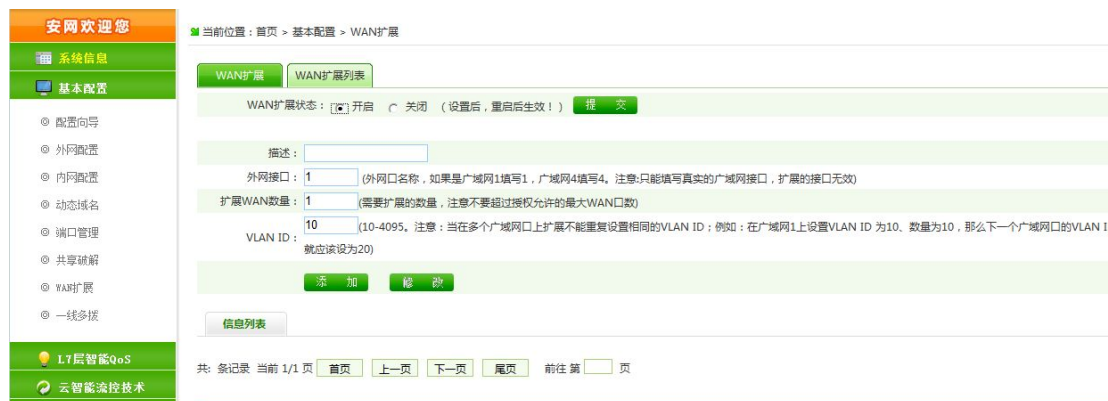 安网欢迎您
当前位置：首页 > 基本配置 > WAN扩展
系统信息
基本配置
配置向导
外网配置
内网配置
动态域名
端口管理
共享破解
WAN扩展
一线多拨
L7层智能QoS
云智能流控技术
WAN扩展 WAN扩展列表
WAN扩展状态： 开启 关闭 （设置后，重启后生效！） 提 交
描述：
外网接口： 1 (外网口名称，如果是广域网1填写1，广域网4填写4。注意:只能填写真实的广域网接口，扩展的接口无效)
扩展WAN数量： 1 (需要扩展的数量，注意不要超过授权允许的最大WAN口数)
VLAN ID： 10 (10-4095。注意：当在多个广域网口上扩展不能重复设置相同的VLAN ID；例如：在广域网1上设置VLAN ID 为10、数量为10，那么下一个广域网口的VLAN I
就应该设为20)
添 加 修 改
信息列表
共: 条记录 当前 1/1 页 首页 上一页 下一页 尾页 前往 第 页